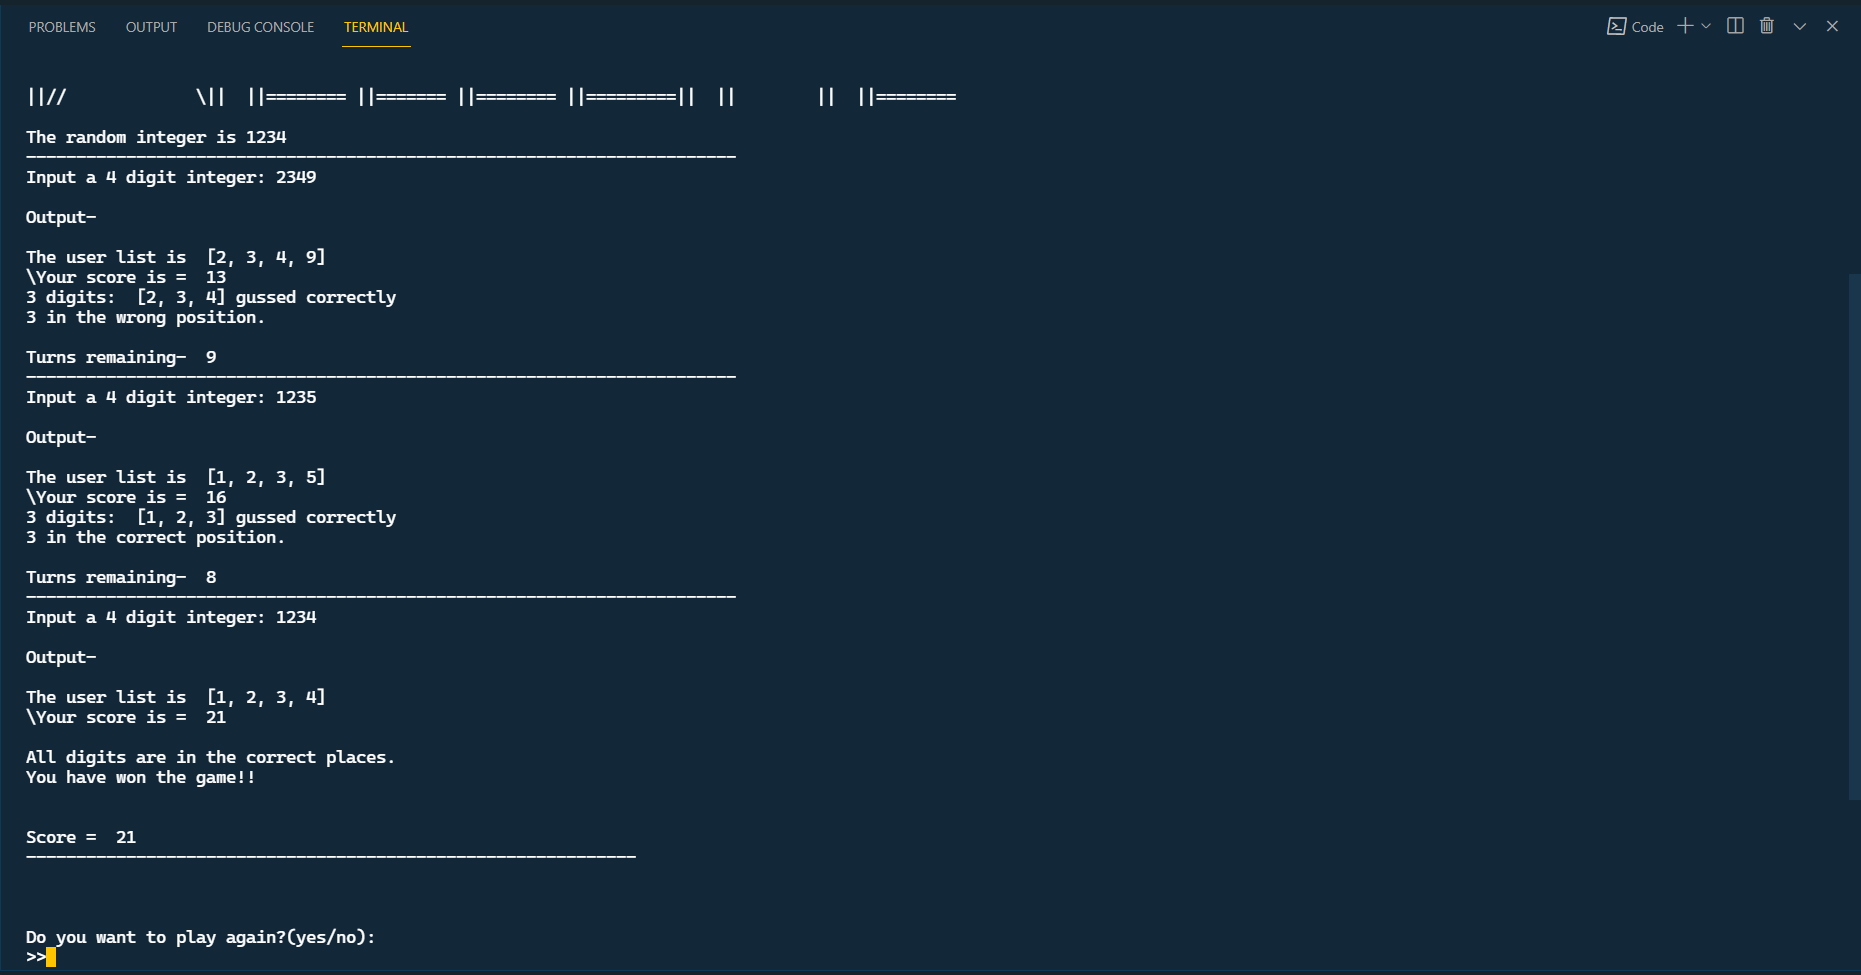 PROBLEMS OUTPUT DEBUG CONSOLE TERMINAL Code
||//             \||  ||======== ||======= ||======== ||=========||  ||        ||  ||========
The random integer is 1234
-----------------------------------------------------------------------
Input a 4 digit integer: 2349
Output-
The user list is  [2, 3, 4, 9]
\Your score is =  13
3 digits:  [2, 3, 4] gussed correctly
3 in the wrong position.
Turns remaining-  9
-----------------------------------------------------------------------
Input a 4 digit integer: 1235
Output-
The user list is  [1, 2, 3, 5]
\Your score is =  16
3 digits:  [1, 2, 3] gussed correctly
3 in the correct position.
Turns remaining-  8
-----------------------------------------------------------------------
Input a 4 digit integer: 1234
Output-
The user list is  [1, 2, 3, 4]
\Your score is =  21
All digits are in the correct places.
You have won the game!!
Score =  21
-------------------------------------------------------------
Do you want to play again?(yes/no):
>>